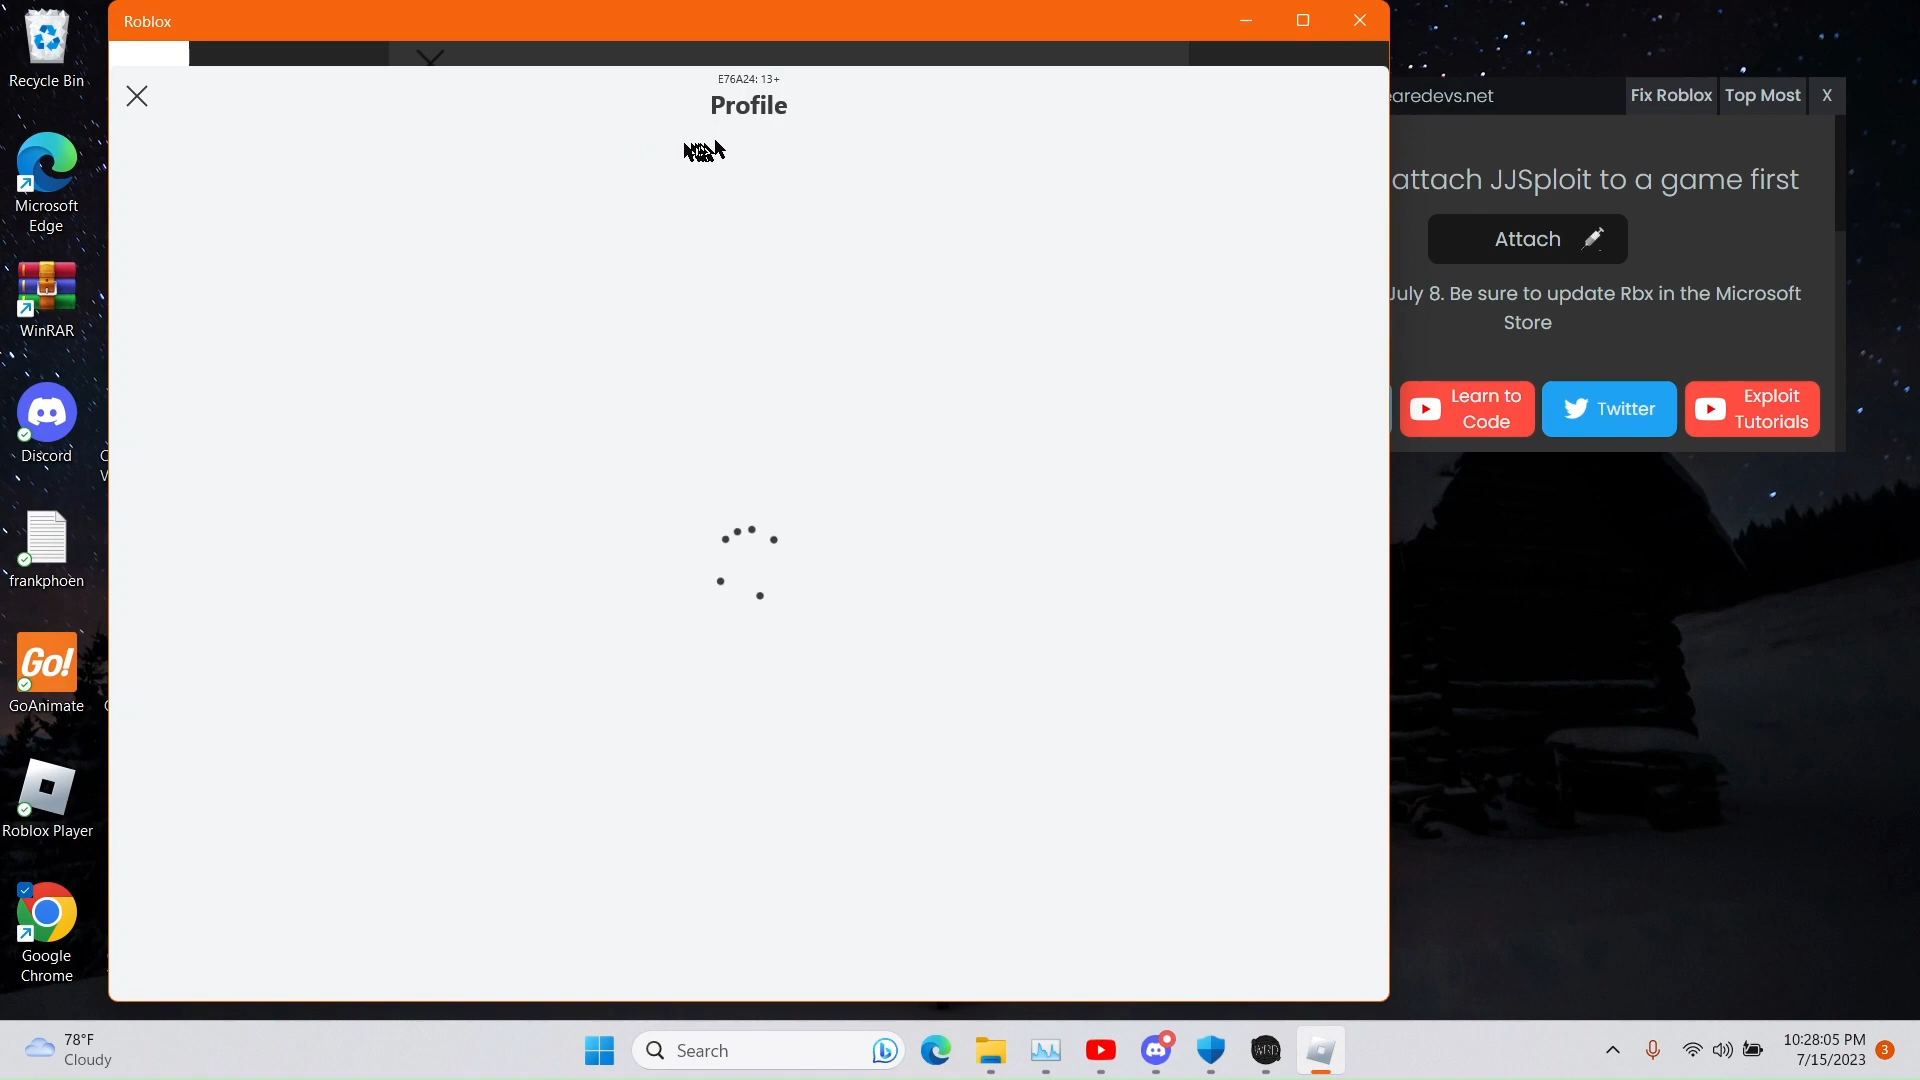 Roblox
E76A24: 13+
Profile
Recycle Bin
Microsoft
Edge
WinRAR
Discord
frankphoen
GoAnimate
Roblox Player
Google
Chrome
aredevs.net
Fix Roblox
Top Most
X
attach JJSploit to a game first
Attach
July 8. Be sure to update Rbx in the Microsoft
Store
Learn to
Code
Twitter
Exploit
Tutorials
Go!
78°F
Cloudy
Search
WRD
10:28:05 PM
7/15/2023
3